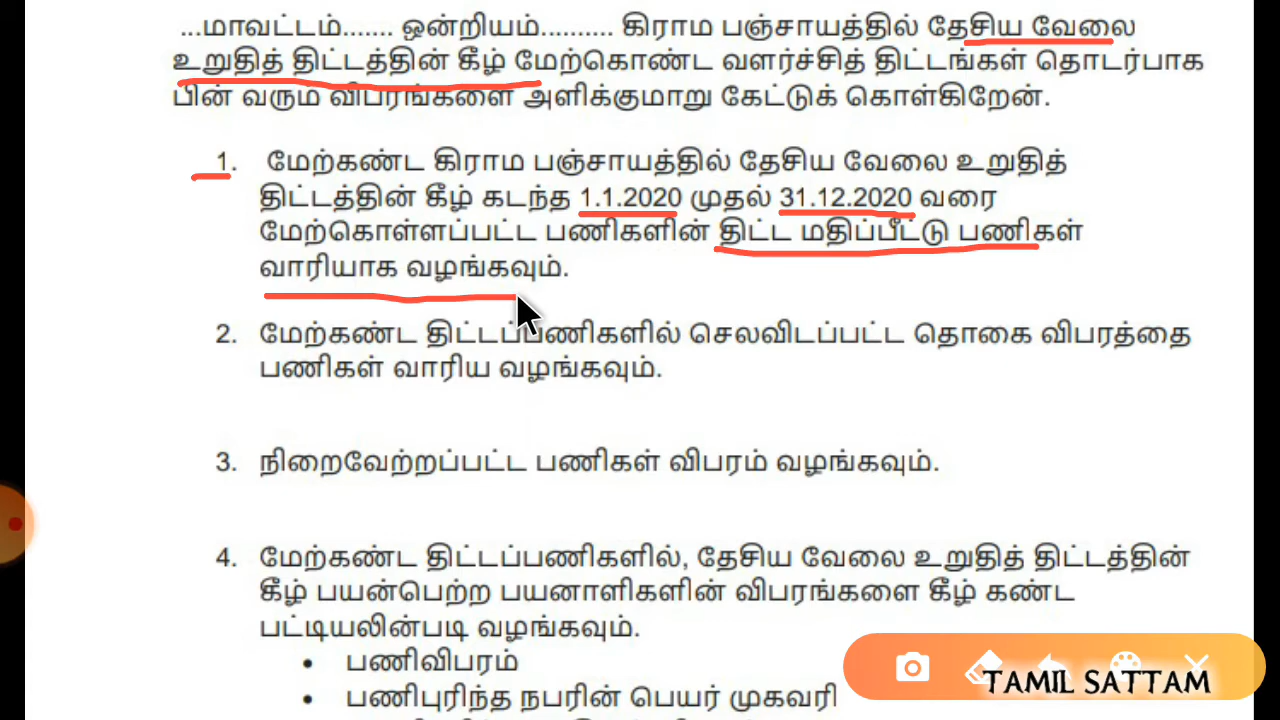 ...மாவட்டம்....... ஒன்றியம்.......... கிராம பஞ்சாயத்தில் தேசிய வேலை
உறுதித் திட்டத்தின் கீழ் மேற்கொண்ட வளர்ச்சித் திட்டங்கள் தொடர்பாக
பின் வரும் விபரங்களை அளிக்குமாறு கேட்டுக் கொள்கிறேன்.
1. மேற்கண்ட கிராம பஞ்சாயத்தில் தேசிய வேலை உறுதித்
திட்டத்தின் கீழ் கடந்த 1.1.2020 முதல் 31.12.2020 வரை
மேற்கொள்ளப்பட்ட பணிகளின் திட்ட மதிப்பீட்டு பணிகள்
வாரியாக வழங்கவும்.
2. மேற்கண்ட திட்டப்பணிகளில் செலவிடப்பட்ட தொகை விபரத்தை
பணிகள் வாரிய வழங்கவும்.
3. நிறைவேற்றப்பட்ட பணிகள் விபரம் வழங்கவும்.
4. மேற்கண்ட திட்டப்பணிகளில், தேசிய வேலை உறுதித் திட்டத்தின்
கீழ் பயன்பெற்ற பயனாளிகளின் விபரங்களை கீழ் கண்ட
பட்டியலின்படி வழங்கவும்.
• பணிவிபரம்
• பணிபுரிந்த நபரின் பெயர் முகவரி
TAMIL SATTAM